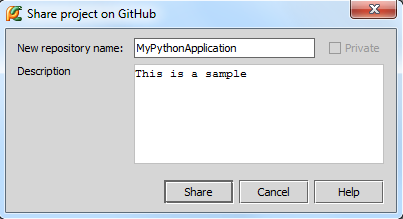 Share project on GitHub
New repository name: MyPythonApplication Private
Description This is a sample
Share Cancel Help